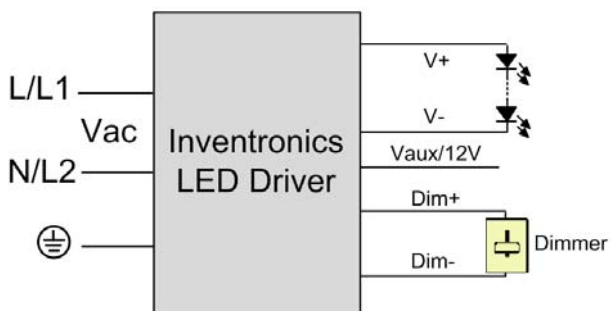 L/L1
Vac
N/L2
Inventronics
LED Driver
V+
V-
Vaux/12V
Dim+
Dim-
Dimmer